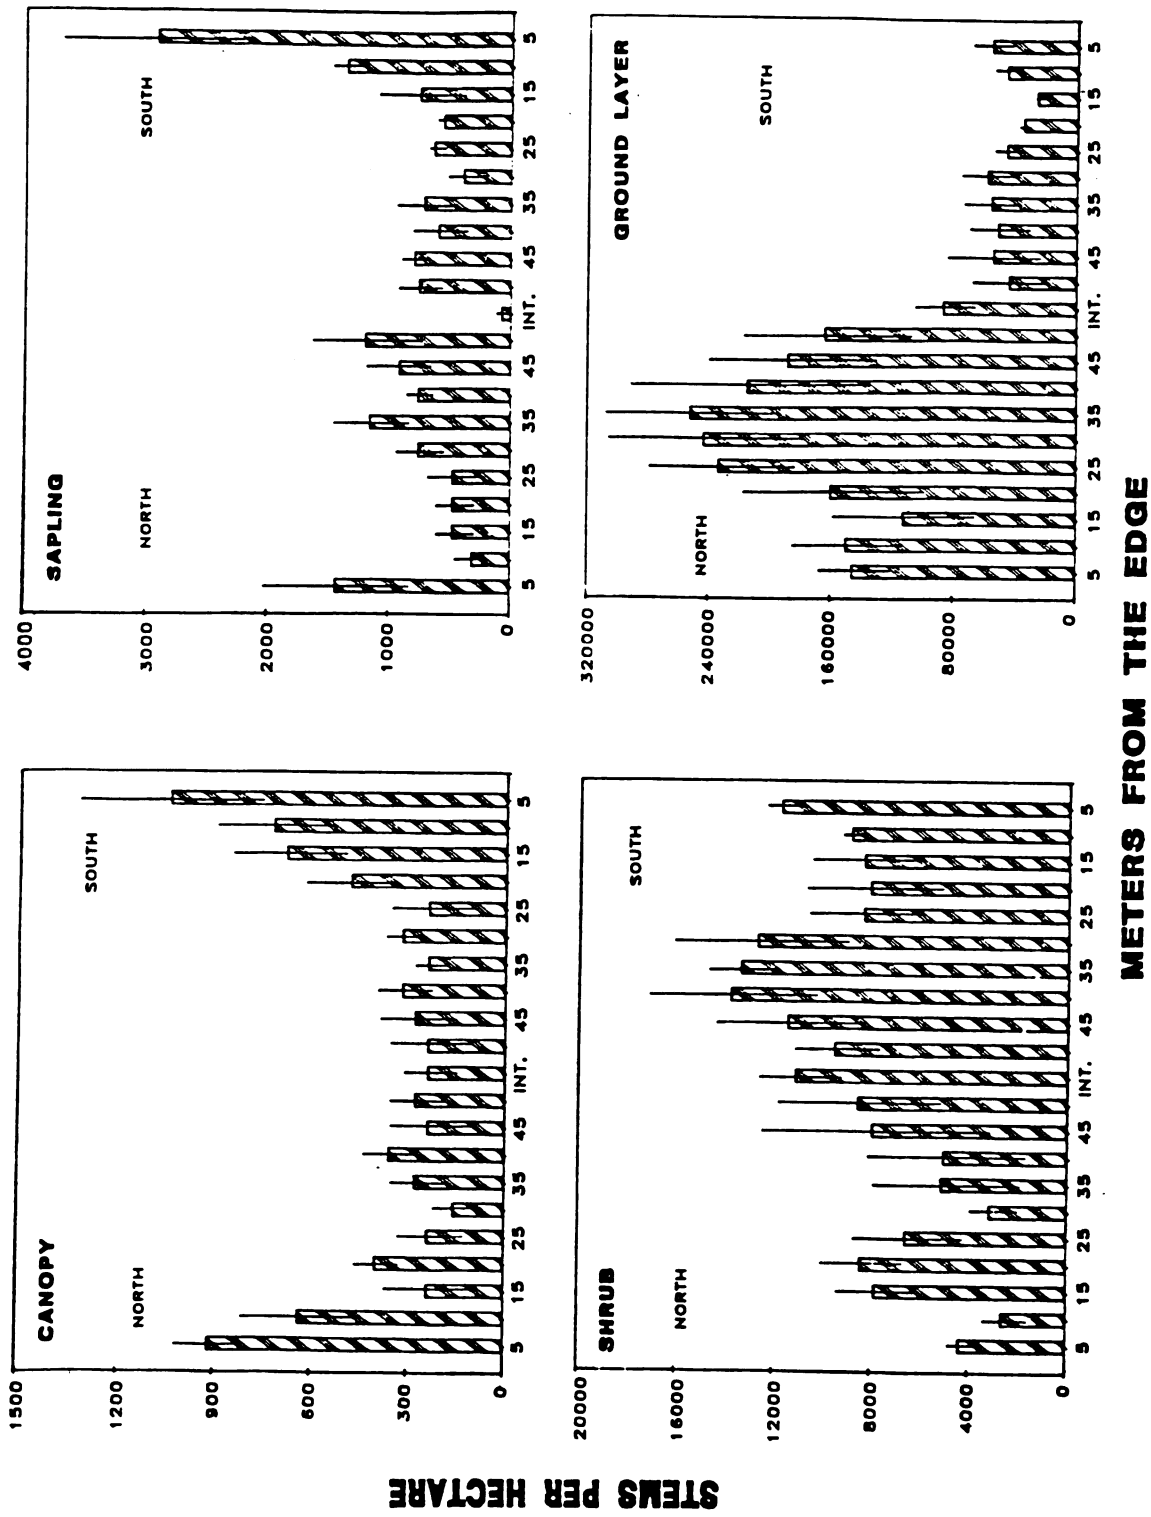 CANOPY
NORTH
SOUTH
1500
1200
900
600
300
0
5 15 25 35 45 INT. 45 35 25 15 5
SAPLING
NORTH
SOUTH
4000
3000
2000
1000
0
5 15 25 35 45 INT. 45 35 25 15 5
SHRUB
NORTH
SOUTH
20000
16000
12000
8000
4000
0
5 15 25 35 45 INT. 45 35 25 15 5
GROUND LAYER
NORTH
SOUTH
320000
240000
160000
80000
0
5 15 25 35 45 INT. 45 35 25 15 5
STEMS PER HECTARE
METERS FROM THE EDGE